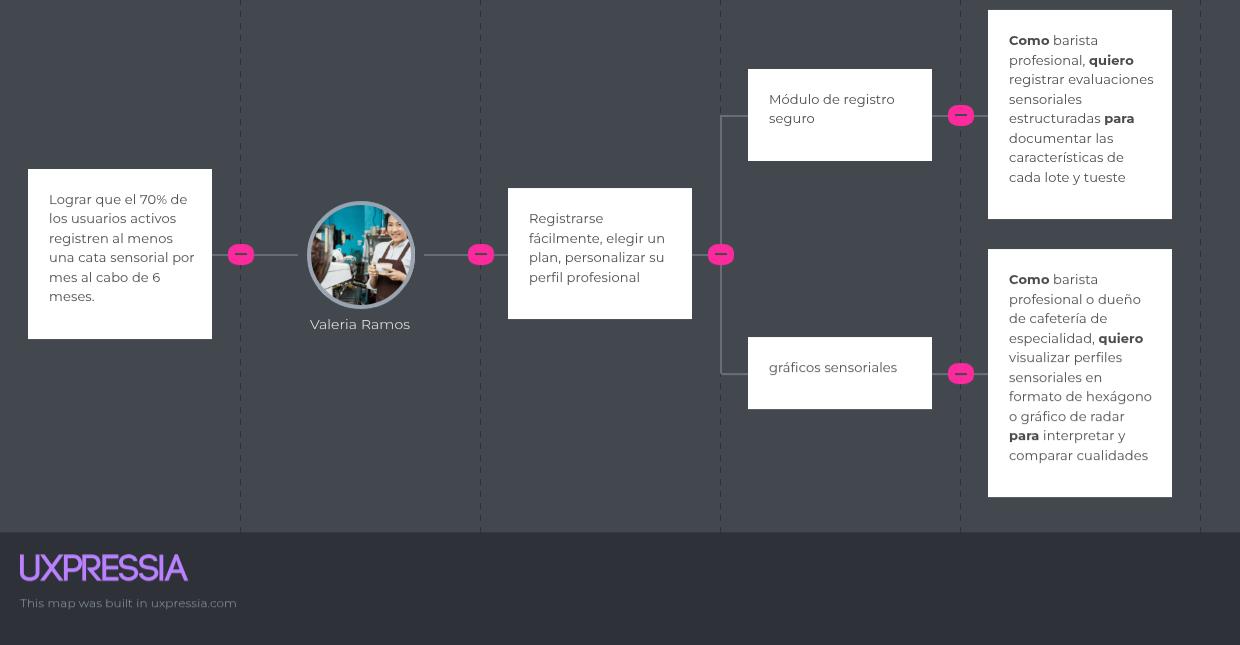 Lograr que el 70% de
los usuarios activos
registren al menos
una cata sensorial por
mes al cabo de 6
meses.
Valeria Ramos
Registrarse
fácilmente, elegir un
plan, personalizar su
perfil profesional
Módulo de registro
seguro
Como barista
profesional, quiero
registrar evaluaciones
sensoriales
estructuradas para
documentar las
características de
cada lote y tueste
gráficos sensoriales
Como barista
profesional o dueño
de cafetería de
especialidad, quiero
visualizar perfiles
sensoriales en
formato de hexágono
o gráfico de radar
para interpretar y
comparar cualidades
UXPRESSIA
This map was built in uxpressia.com